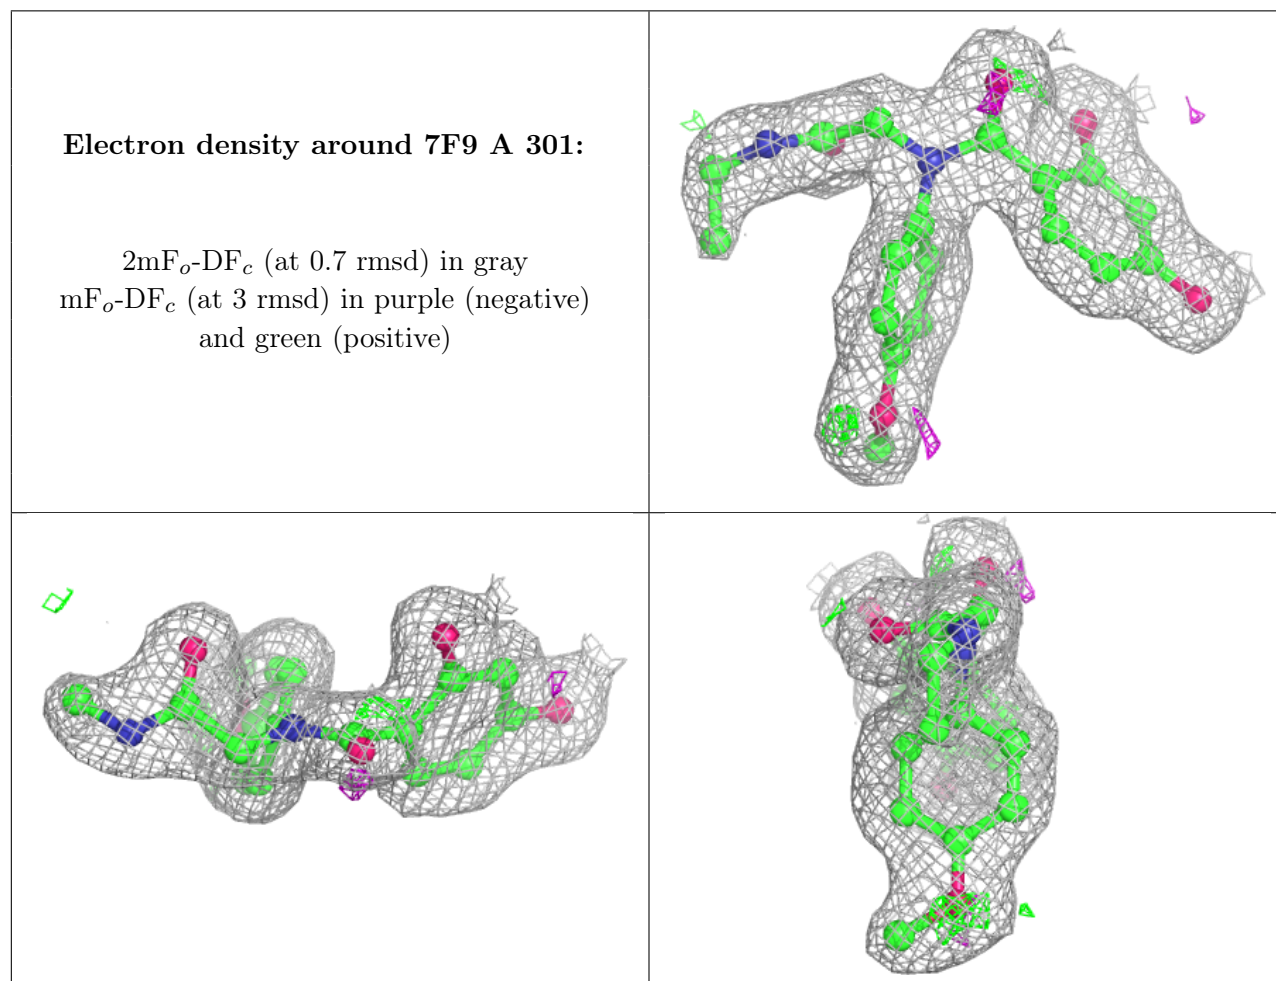 Electron density around 7F9 A 301:
2mFo-DFc (at 0.7 rmsd) in gray
mFo-DFc (at 3 rmsd) in purple (negative)
and green (positive)